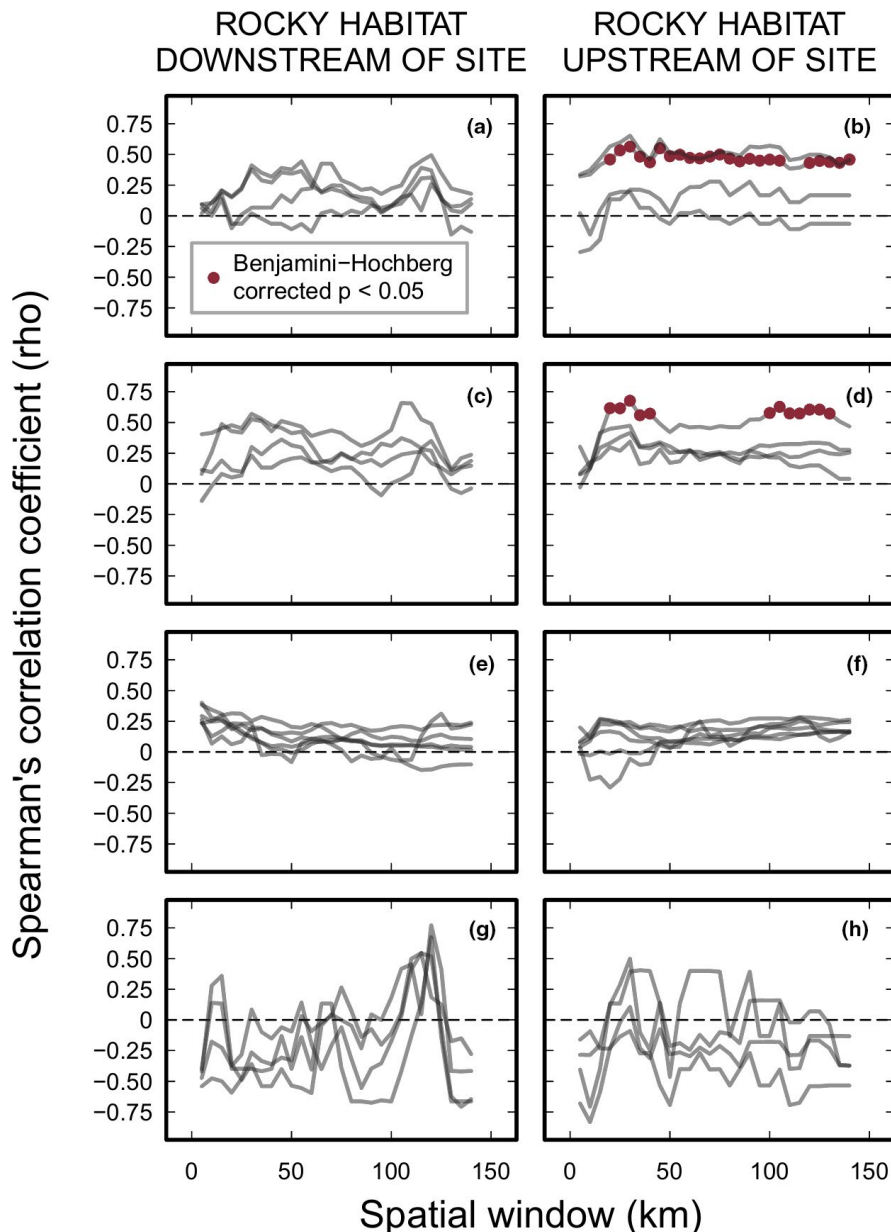 ROCKY HABITAT
DOWNSTREAM OF SITE
ROCKY HABITAT
UPSTREAM OF SITE
Spearman's correlation coefficient (rho)
0.75
0.50
0.25
0
−0.25
−0.50
−0.75
(a)
Benjamini−Hochberg
corrected p < 0.05
(b)
0.75
0.50
0.25
0
−0.25
−0.50
−0.75
(c)
(d)
0.75
0.50
0.25
0
−0.25
−0.50
−0.75
(e)
(f)
0.75
0.50
0.25
0
−0.25
−0.50
−0.75
(g)
(h)
0 50 100 150
0 50 100 150
Spatial window (km)